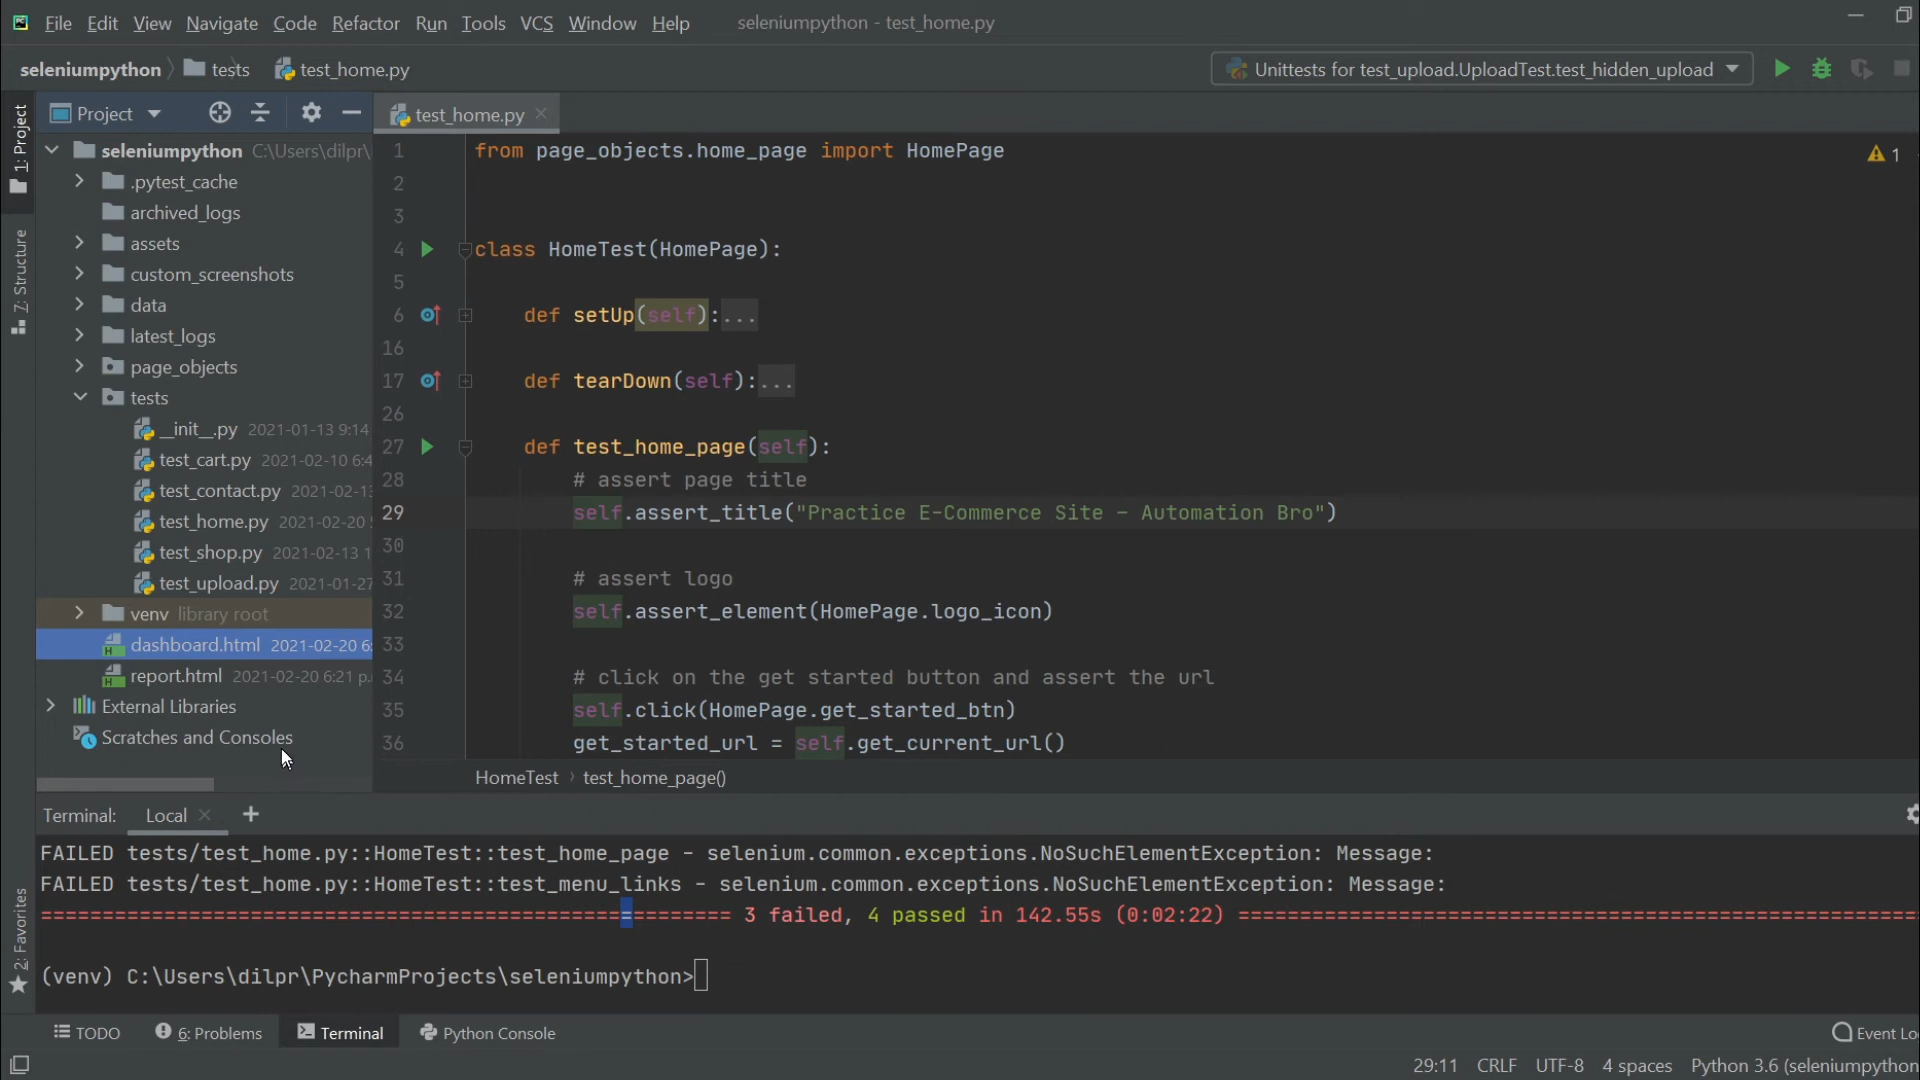 File Edit View Navigate Code Refactor Run Tools VCS Window Help seleniumpython - test_home.py
seleniumpython tests test_home.py Unittests for test_upload.UploadTest.test_hidden_upload
1: Project
Z: Structure
2: Favorites
Project
seleniumpython C:\Users\dilpr\
.pytest_cache
archived_logs
assets
custom_screenshots
data
latest_logs
page_objects
tests
__init__.py 2021-01-13 9:14
test_cart.py 2021-02-10 6:4
test_contact.py 2021-02-13
test_home.py 2021-02-20
test_shop.py 2021-02-13 1
test_upload.py 2021-01-27
venv library root
dashboard.html 2021-02-20 6:
report.html 2021-02-20 6:21 p.
External Libraries
Scratches and Consoles
test_home.py
1 from page_objects.home_page import HomePage
1
2
3
4 class HomeTest(HomePage):
5
6 def setUp(self):...
16
17 def tearDown(self):...
26
27 def test_home_page(self):
28 # assert page title
29 self.assert_title("Practice E-Commerce Site – Automation Bro")
30
31 # assert logo
32 self.assert_element(HomePage.logo_icon)
33
34 # click on the get started button and assert the url
35 self.click(HomePage.get_started_btn)
36 get_started_url = self.get_current_url()
HomeTest › test_home_page()
Terminal: Local
FAILED tests/test_home.py::HomeTest::test_home_page - selenium.common.exceptions.NoSuchElementException: Message:
FAILED tests/test_home.py::HomeTest::test_menu_links - selenium.common.exceptions.NoSuchElementException: Message:
======================================================== 3 failed, 4 passed in 142.55s (0:02:22) =======================================================
(venv) C:\Users\dilpr\PycharmProjects\seleniumpython>
TODO 6: Problems Terminal Python Console Event Lo
29:11 CRLF UTF-8 4 spaces Python 3.6 (seleniumpython